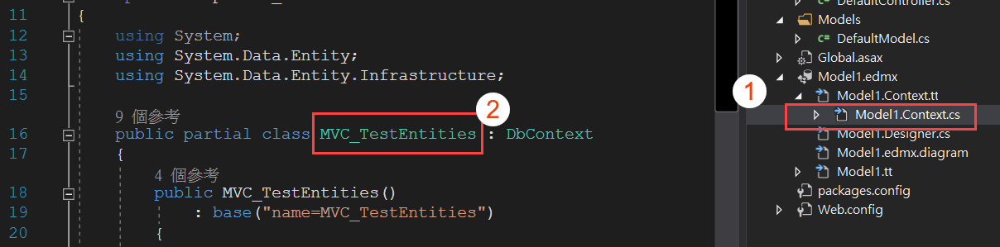 11 {
12 using System;
13 using System.Data.Entity;
14 using System.Data.Entity.Infrastructure;
15
9 個參考
16 public partial class MVC_TestEntities : DbContext
17 {
4 個參考
18 public MVC_TestEntities()
19 : base("name=MVC_TestEntities")
20 {
2
DefaultController.cs
Models
C# DefaultModel.cs
Global.asax
Model1.edmx
Model1.Context.tt
1
Model1.Context.cs
Model1.Designer.cs
Model1.edmx.diagram
Model1.tt
packages.config
Web.config